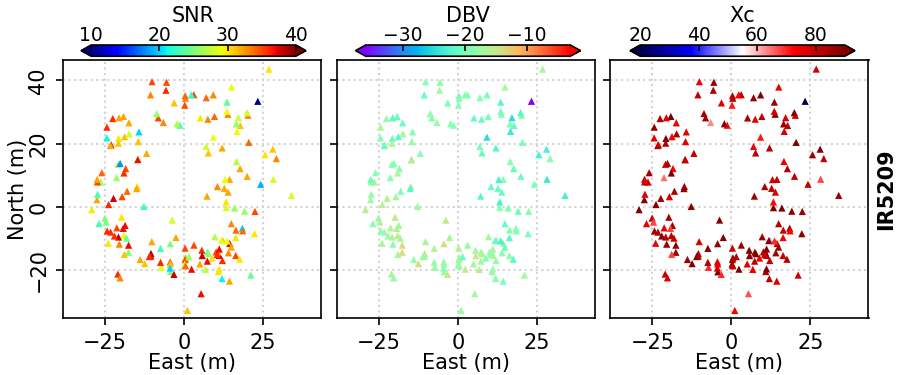 SNR DBV Xc
10 20 30 40 −30 −20 −10 20 40 60 80
North (m)
40
20
0
−20
IR5209
−25 0 25 −25 0 25 −25 0 25
East (m) East (m) East (m)